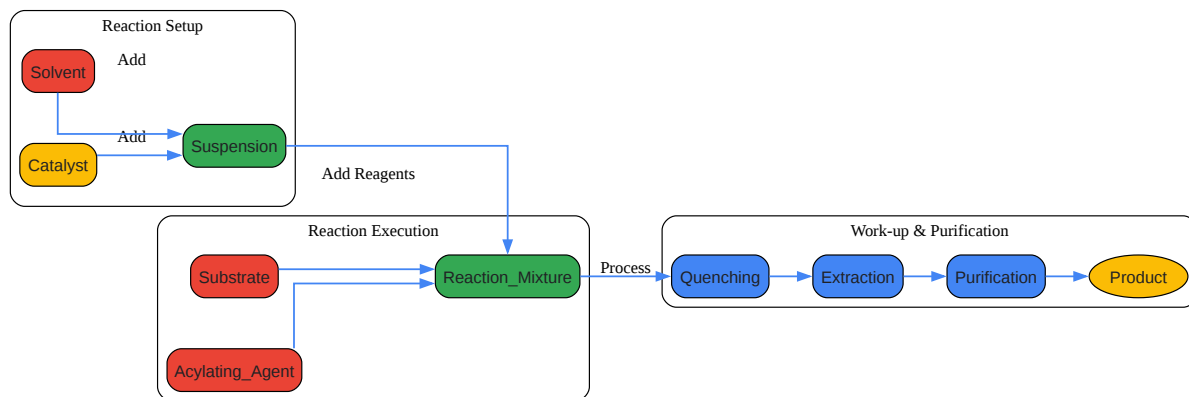 Reaction Setup
Solvent
Add
Add
Catalyst
Suspension
Add Reagents
Reaction Execution
Substrate
Reaction_Mixture
Acylating_Agent
Process
Work-up & Purification
Quenching
Extraction
Purification
Product